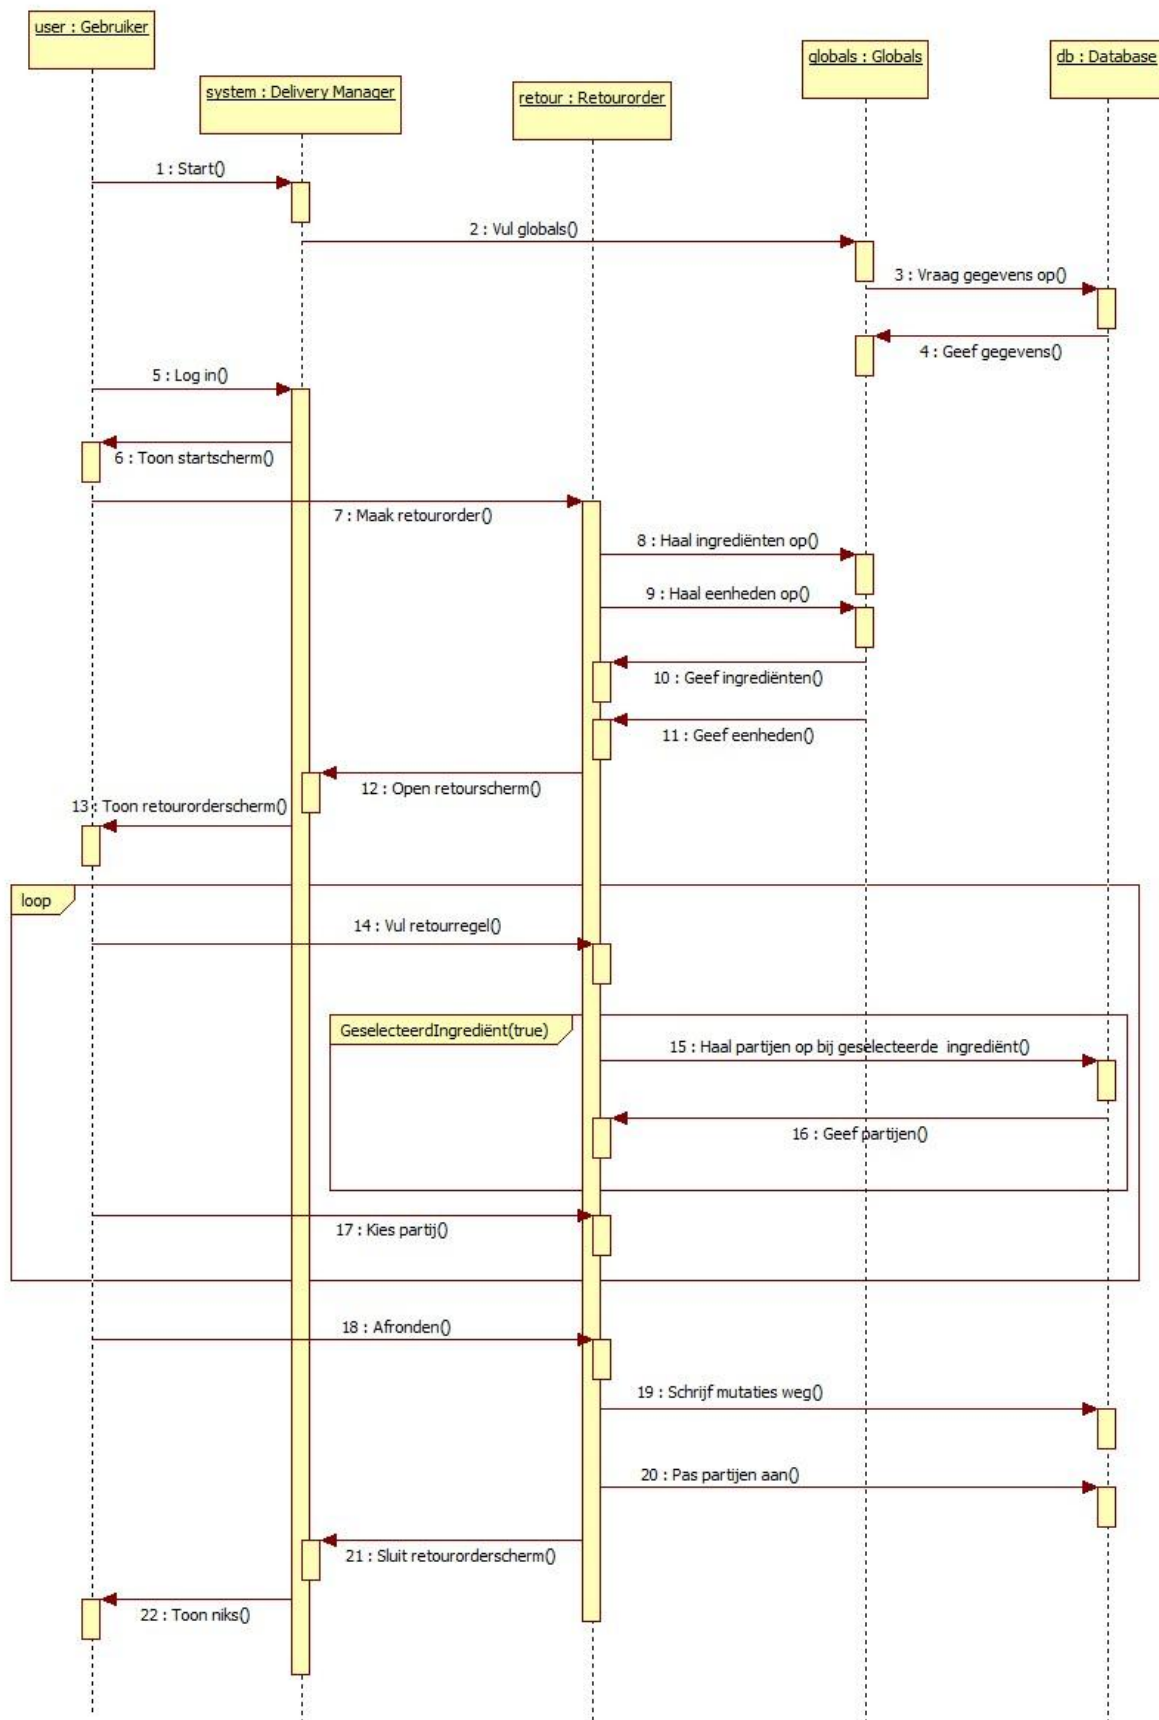 user : Gebruiker
globals : Globals
db : Database
system : Delivery Manager
retour : Retourorder
1 : Start()
2 : Vul globals()
3 : Vraag gegevens op()
4 : Geef gegevens()
5 : Log in()
6 : Toon startscherm()
7 : Maak retourorder()
8 : Haal ingrediënten op()
9 : Haal eenheden op()
10 : Geef ingrediënten()
11 : Geef eenheden()
12 : Open retourscherm()
13 : Toon retourorderscherm()
loop
14 : Vul retourregel()
GeselecteerdIngrediënt(true)
15 : Haal partijen op bij geselecteerde ingrediënt()
16 : Geef partijen()
17 : Kies partij()
18 : Afronden()
19 : Schrijf mutaties weg()
20 : Pas partijen aan()
21 : Sluit retourorderscherm()
22 : Toon niks()